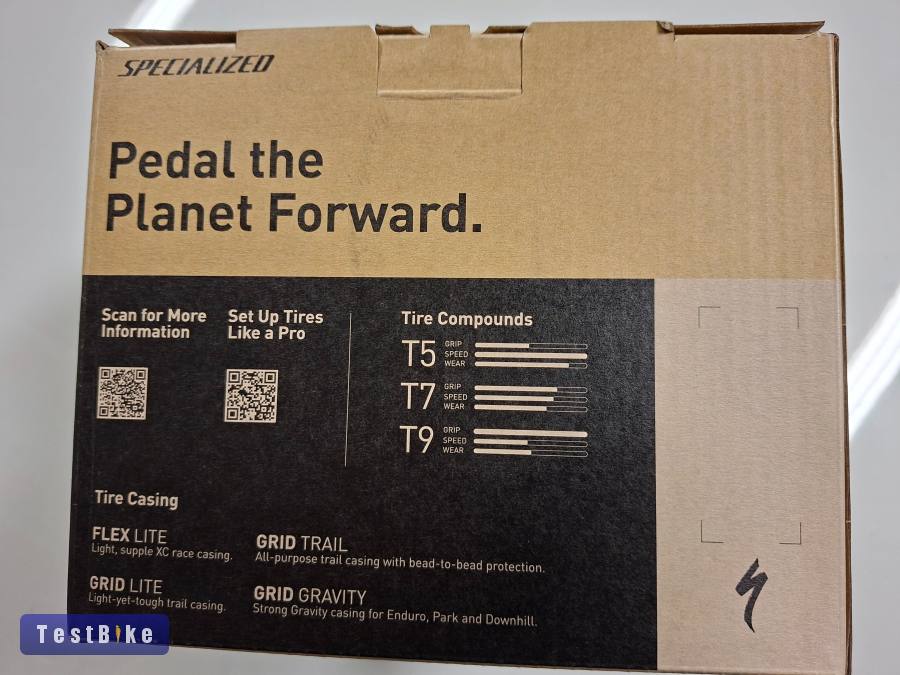 SPECIALIZED
Pedal the
Planet Forward.
Scan for More
Information
Set Up Tires
Like a Pro
Tire Compounds
T5
GRIP
SPEED
WEAR
T7
GRIP
SPEED
WEAR
T9
GRIP
SPEED
WEAR
Tire Casing
FLEX LITE
Light, supple XC race casing.
GRID TRAIL
All-purpose trail casing with bead-to-bead protection.
GRID LITE
Light-yet-tough trail casing.
GRID GRAVITY
Strong Gravity casing for Enduro, Park and Downhill.
TestBike